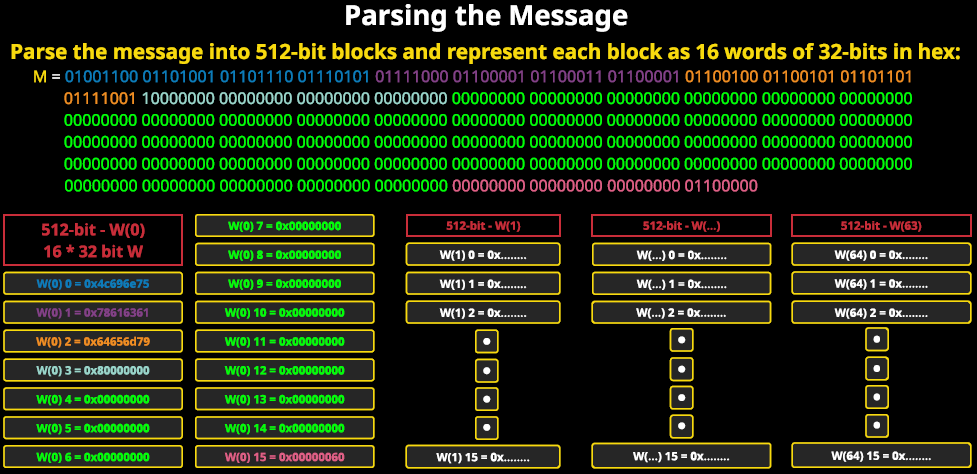 Parsing the Message
Parse the message into 512-bit blocks and represent each block as 16 words of 32-bits in hex:
M = 01001100 01101001 01101110 01110101 01111000 01100001 01100011 01100001 01100100 01100101 01101101
01111001 10000000 00000000 00000000 00000000 00000000 00000000 00000000 00000000 00000000 00000000
00000000 00000000 00000000 00000000 00000000 00000000 00000000 00000000 00000000 00000000 00000000
00000000 00000000 00000000 00000000 00000000 00000000 00000000 00000000 00000000 00000000 00000000
00000000 00000000 00000000 00000000 00000000 00000000 00000000 00000000 00000000 00000000 00000000
00000000 00000000 00000000 00000000 00000000 00000000 00000000 00000000 01100000
512-bit - W(0)
16 * 32 bit W
W(0) 0 = 0x4c696e75
W(0) 1 = 0x78616361
W(0) 2 = 0x64656d79
W(0) 3 = 0x80000000
W(0) 4 = 0x00000000
W(0) 5 = 0x00000000
W(0) 6 = 0x00000000
W(0) 7 = 0x00000000
W(0) 8 = 0x00000000
W(0) 9 = 0x00000000
W(0) 10 = 0x00000000
W(0) 11 = 0x00000000
W(0) 12 = 0x00000000
W(0) 13 = 0x00000000
W(0) 14 = 0x00000000
W(0) 15 = 0x00000060
512-bit - W(1)
W(1) 0 = 0x........
W(1) 1 = 0x........
W(1) 2 = 0x........
W(1) 15 = 0x........
512-bit - W(...)
W(...) 0 = 0x........
W(...) 1 = 0x........
W(...) 2 = 0x........
W(...) 15 = 0x........
512-bit - W(63)
W(64) 0 = 0x........
W(64) 1 = 0x........
W(64) 2 = 0x........
W(64) 15 = 0x........